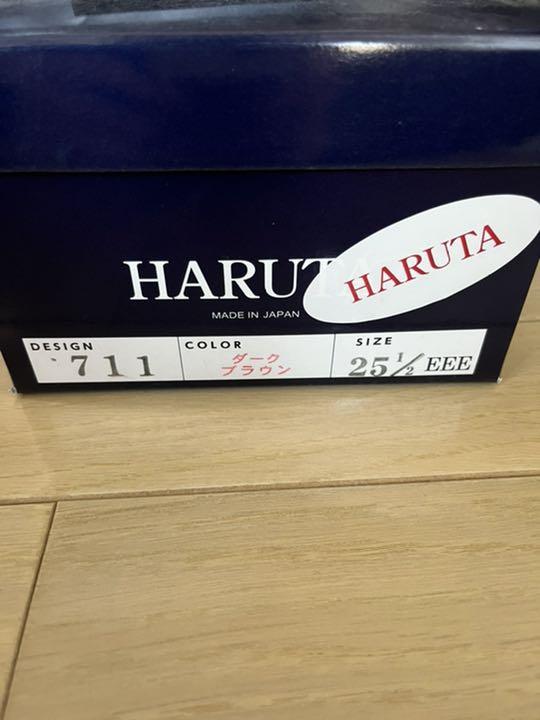 HARUTA
HARUTA
MADE IN JAPAN
DESIGN
711
COLOR
ダーク
ブラウン
SIZE
25 1/2 EEE